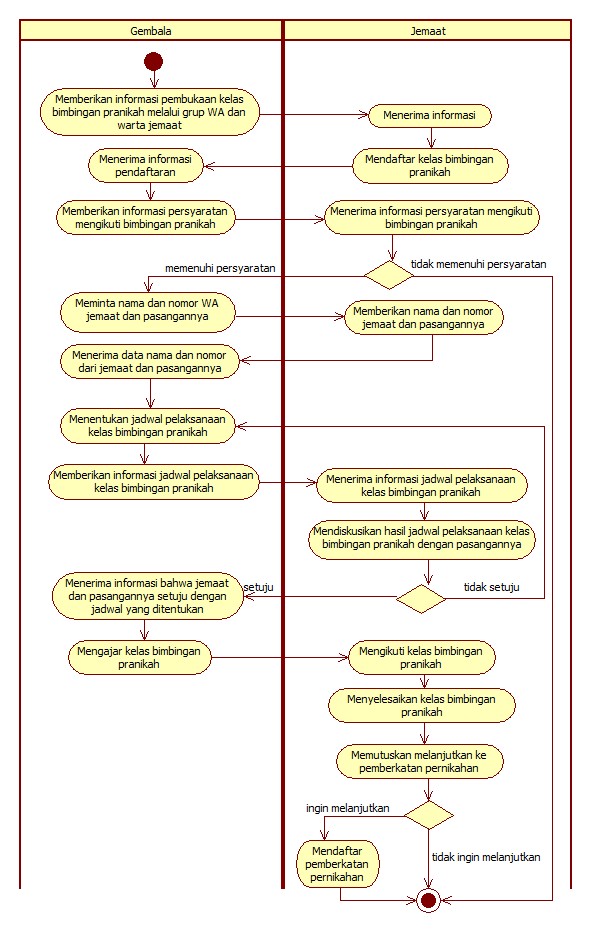 Gembala
Jemaat
Memberikan informasi pembukaan kelas
bimbingan pranikah melalui grup WA dan
warta jemaat
Menerima informasi
Mendaftar kelas bimbingan
pranikah
Menerima informasi
pendaftaran
Memberikan informasi persyaratan
mengikuti bimbingan pranikah
Menerima informasi persyaratan mengikuti
bimbingan pranikah
memenuhi persyaratan
tidak memenuhi persyaratan
Meminta nama dan nomor WA
jemaat dan pasangannya
Memberikan nama dan nomor
jemaat dan pasangannya
Menerima data nama dan nomor
dari jemaat dan pasangannya
Menentukan jadwal pelaksanaan
kelas bimbingan pranikah
Memberikan informasi jadwal pelaksanaan
kelas bimbingan pranikah
Menerima informasi jadwal pelaksanaan
kelas bimbingan pranikah
Mendiskusikan hasil jadwal pelaksanaan kelas
bimbingan pranikah dengan pasangannya
setuju
tidak setuju
Menerima informasi bahwa jemaat
dan pasangannya setuju dengan
jadwal yang ditentukan
Mengajar kelas bimbingan
pranikah
Mengikuti kelas bimbingan
pranikah
Menyelesaikan kelas bimbingan
pranikah
Memutuskan melanjutkan ke
pemberkatan pernikahan
ingin melanjutkan
tidak ingin melanjutkan
Mendaftar
pemberkatan
pernikahan